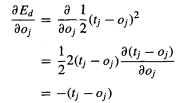 ∂E_d/∂o_j = ∂/∂o_j 1/2 (t_j − o_j)²
= 1/2 2(t_j − o_j) ∂(t_j − o_j)/∂o_j
= −(t_j − o_j)